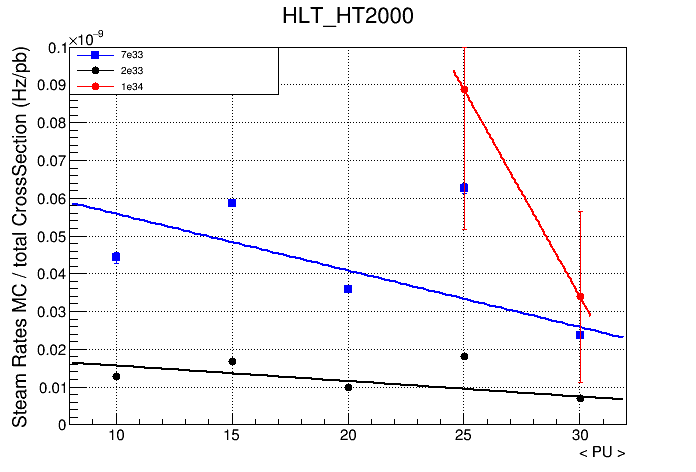 HLT_HT2000
×10⁻⁹
0.1
0.09
0.08
0.07
0.06
0.05
0.04
0.03
0.02
0.01
0
Steam Rates MC / total CrossSection (Hz/pb)
7e33
2e33
1e34
10
15
20
25
30
< PU >